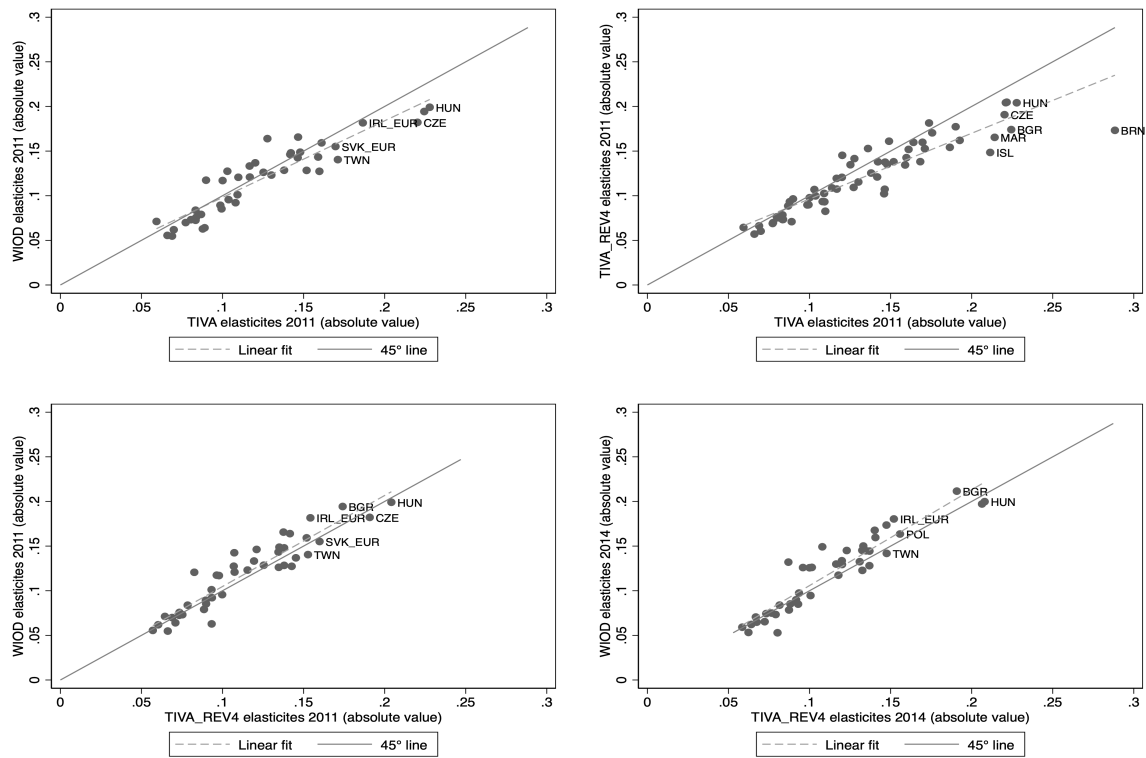 WIOD elasticites 2011 (absolute value)
.3
.25
.2
.15
.1
.05
0
HUN
IRL_EUR
CZE
SVK_EUR
TWN
0
.05
.1
.15
.2
.25
.3
TIVA elasticites 2011 (absolute value)
Linear fit
45° line
TIVA_REV4 elasticites 2011 (absolute value)
.3
.25
.2
.15
.1
.05
0
HUN
CZE
BGR
BRN
MAR
ISL
0
.05
.1
.15
.2
.25
.3
TIVA elasticites 2011 (absolute value)
Linear fit
45° line
WIOD elasticites 2011 (absolute value)
.3
.25
.2
.15
.1
.05
0
BGR
HUN
IRL_EUR
CZE
SVK_EUR
TWN
0
.05
.1
.15
.2
.25
.3
TIVA_REV4 elasticites 2011 (absolute value)
Linear fit
45° line
WIOD elasticites 2014 (absolute value)
.3
.25
.2
.15
.1
.05
0
BGR
HUN
IRL_EUR
POL
TWN
0
.05
.1
.15
.2
.25
.3
TIVA_REV4 elasticites 2014 (absolute value)
Linear fit
45° line